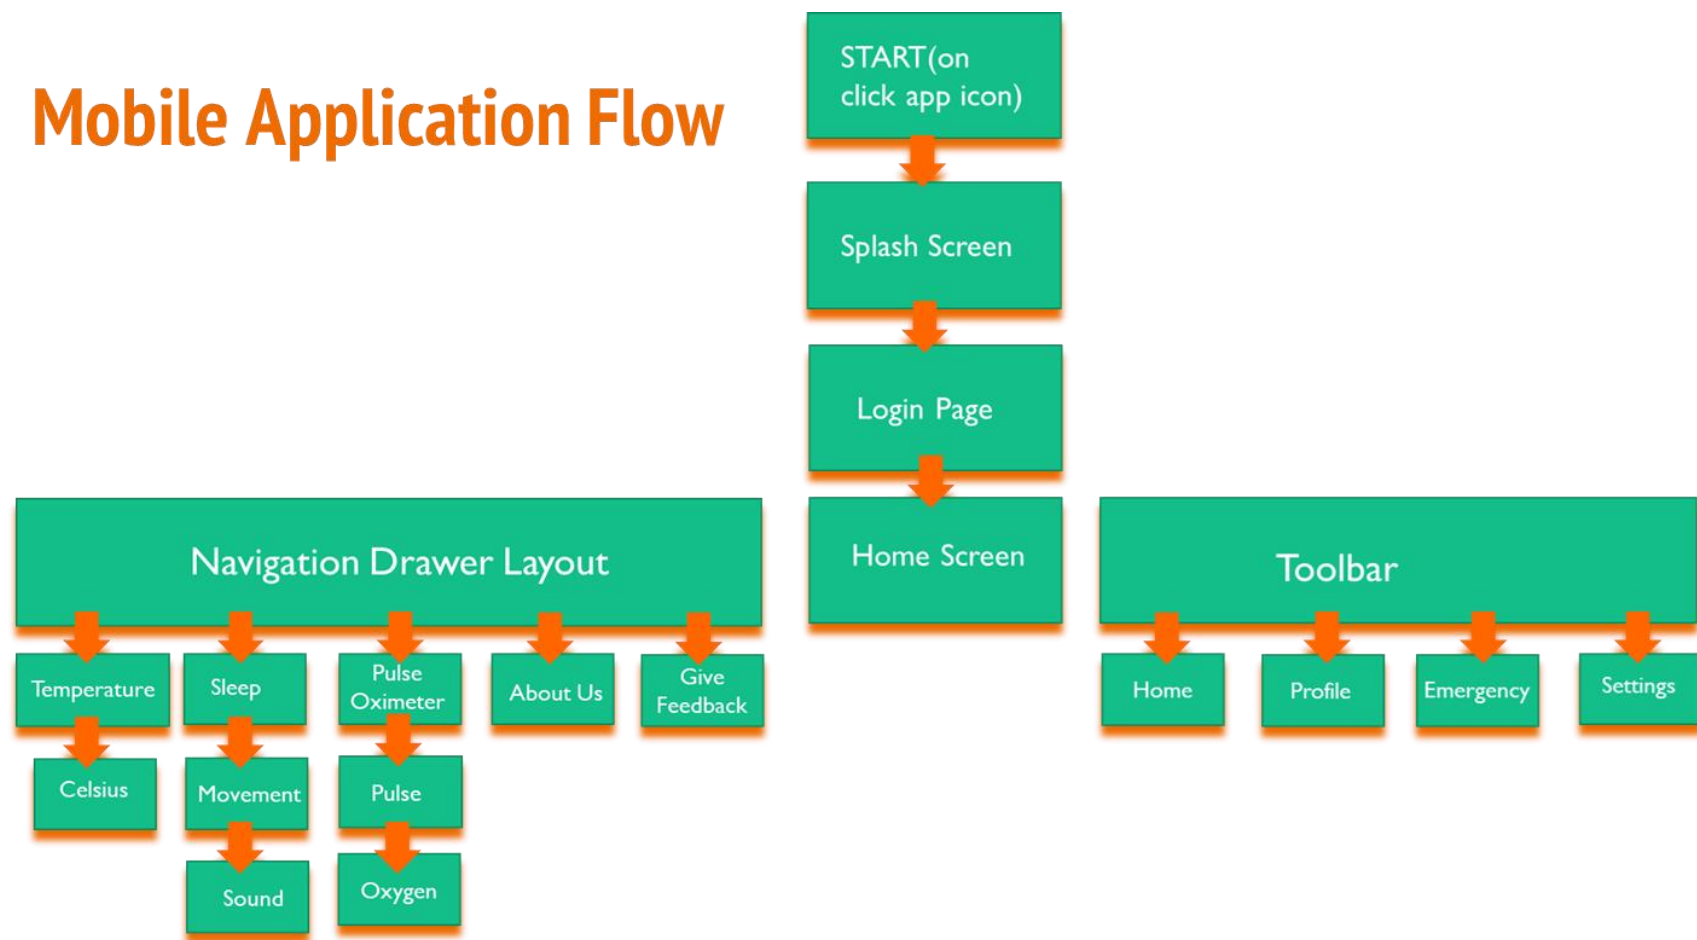 Mobile Application Flow
START(on
click app icon)
Splash Screen
Login Page
Home Screen
Navigation Drawer Layout
Temperature
Celsius
Sleep
Movement
Sound
Pulse
Oximeter
Pulse
Oxygen
About Us
Give
Feedback
Toolbar
Home
Profile
Emergency
Settings